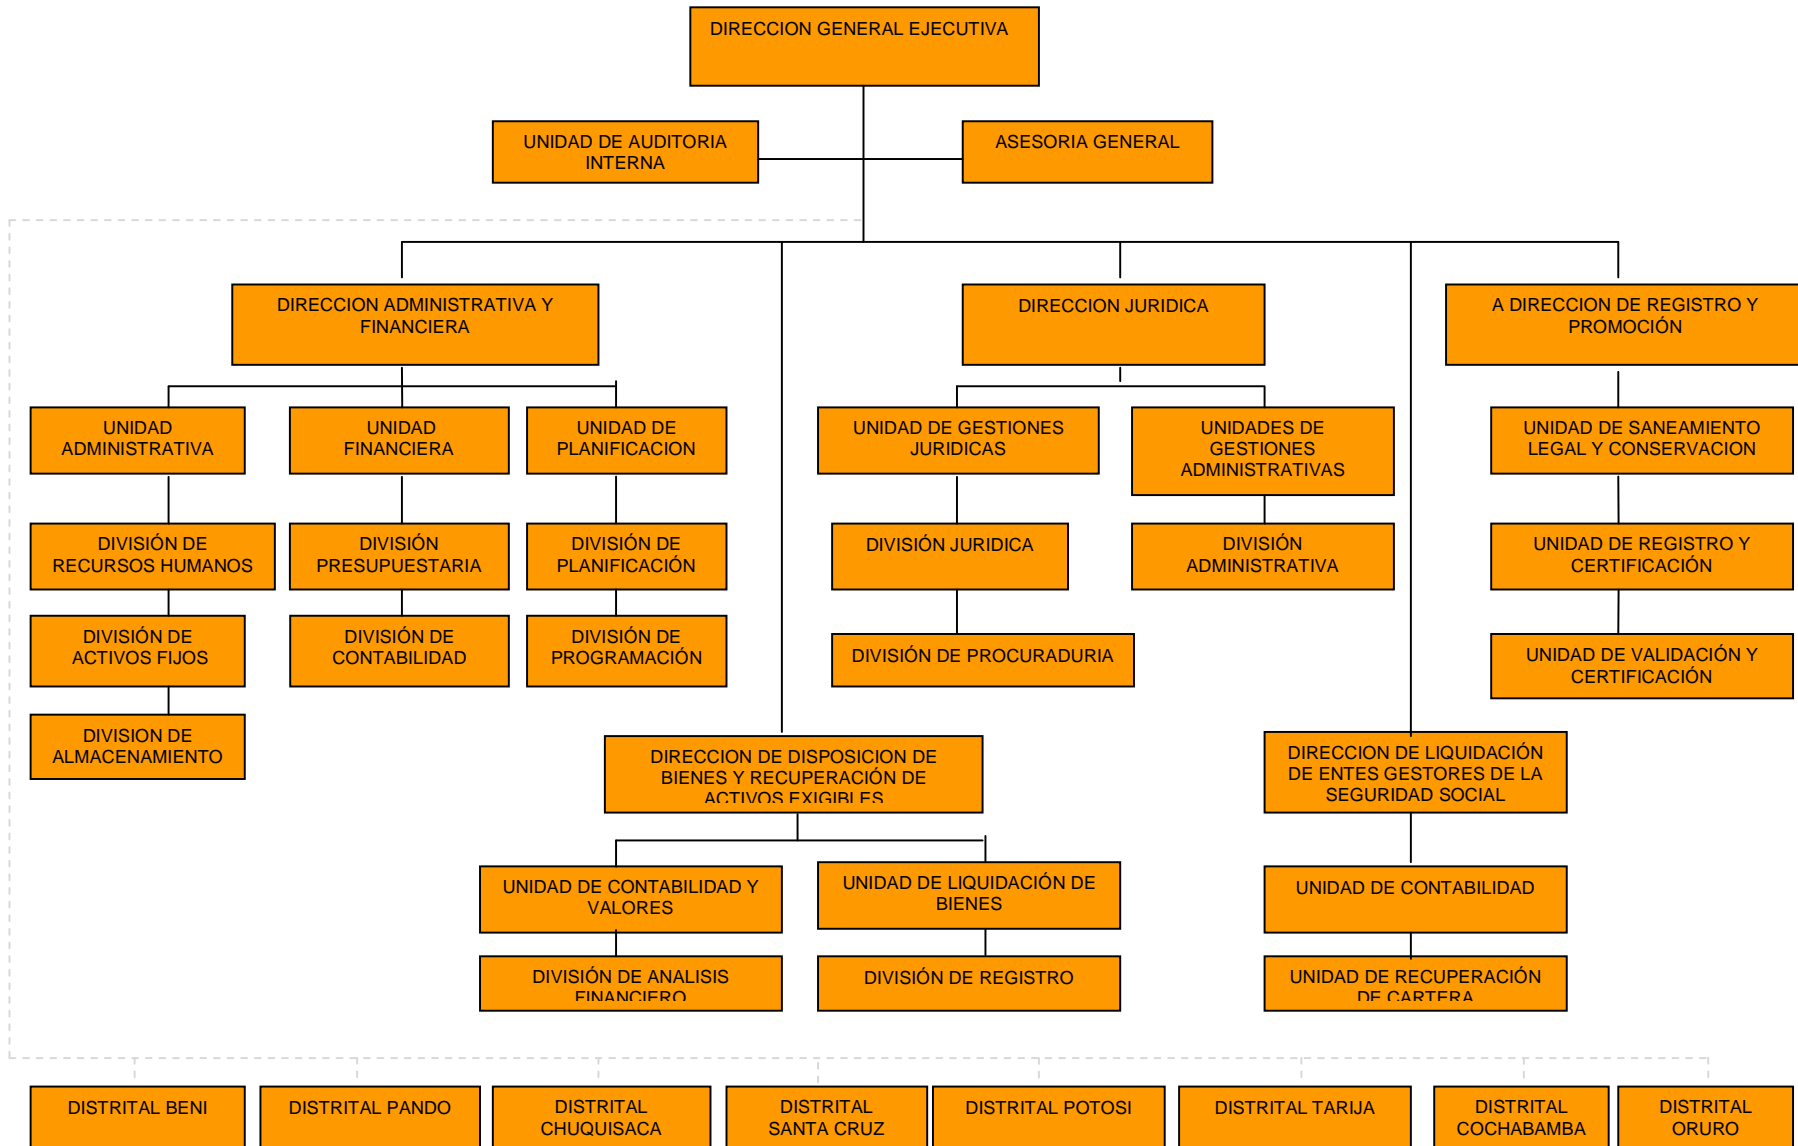 DIRECCION GENERAL EJECUTIVA
UNIDAD DE AUDITORIA
INTERNA
ASESORIA GENERAL
DIRECCION ADMINISTRATIVA Y
FINANCIERA
DIRECCION JURIDICA
A DIRECCION DE REGISTRO Y
PROMOCIÓN
UNIDAD
ADMINISTRATIVA
UNIDAD
FINANCIERA
UNIDAD DE
PLANIFICACION
UNIDAD DE GESTIONES
JURIDICAS
UNIDADES DE
GESTIONES
ADMINISTRATIVAS
UNIDAD DE SANEAMIENTO
LEGAL Y CONSERVACION
DIVISIÓN DE
RECURSOS HUMANOS
DIVISIÓN
PRESUPUESTARIA
DIVISIÓN DE
PLANIFICACIÓN
DIVISIÓN JURIDICA
DIVISIÓN
ADMINISTRATIVA
UNIDAD DE REGISTRO Y
CERTIFICACIÓN
DIVISIÓN DE
ACTIVOS FIJOS
DIVISIÓN DE
CONTABILIDAD
DIVISIÓN DE
PROGRAMACIÓN
DIVISIÓN DE PROCURADURIA
UNIDAD DE VALIDACIÓN Y
CERTIFICACIÓN
DIVISION DE
ALMACENAMIENTO
DIRECCION DE DISPOSICION DE
BIENES Y RECUPERACIÓN DE
ACTIVOS EXIGIBLES
DIRECCION DE LIQUIDACIÓN
DE ENTES GESTORES DE LA
SEGURIDAD SOCIAL
UNIDAD DE CONTABILIDAD Y
VALORES
UNIDAD DE LIQUIDACIÓN DE
BIENES
UNIDAD DE CONTABILIDAD
DIVISIÓN DE ANALISIS
FINANCIERO
DIVISIÓN DE REGISTRO
UNIDAD DE RECUPERACIÓN
DE CARTERA
DISTRITAL BENI
DISTRITAL PANDO
DISTRITAL
CHUQUISACA
DISTRITAL
SANTA CRUZ
DISTRITAL POTOSI
DISTRITAL TARIJA
DISTRITAL
COCHABAMBA
DISTRITAL
ORURO